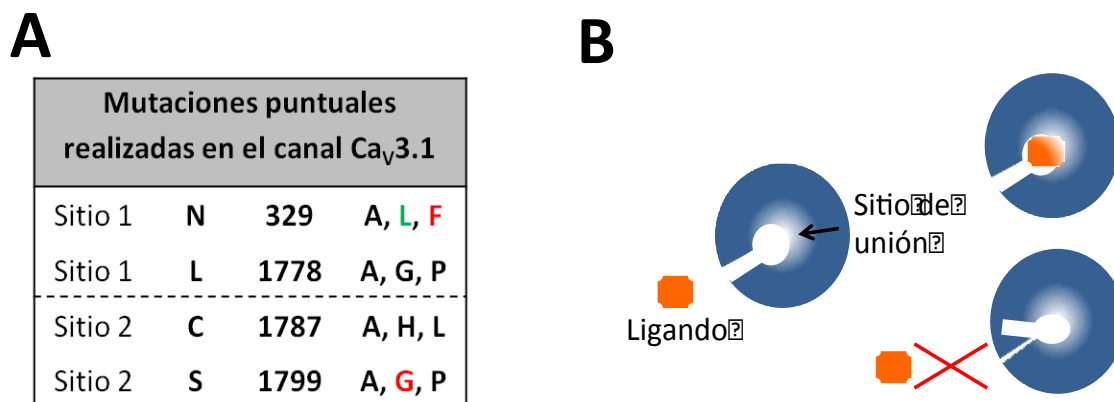 A
Mutaciones puntuales
realizadas en el canal CaV3.1
Sitio 1 N 329 A, L, F
Sitio 1 L 1778 A, G, P
Sitio 2 C 1787 A, H, L
Sitio 2 S 1799 A, G, P
B
Sitio de
unión
Ligando